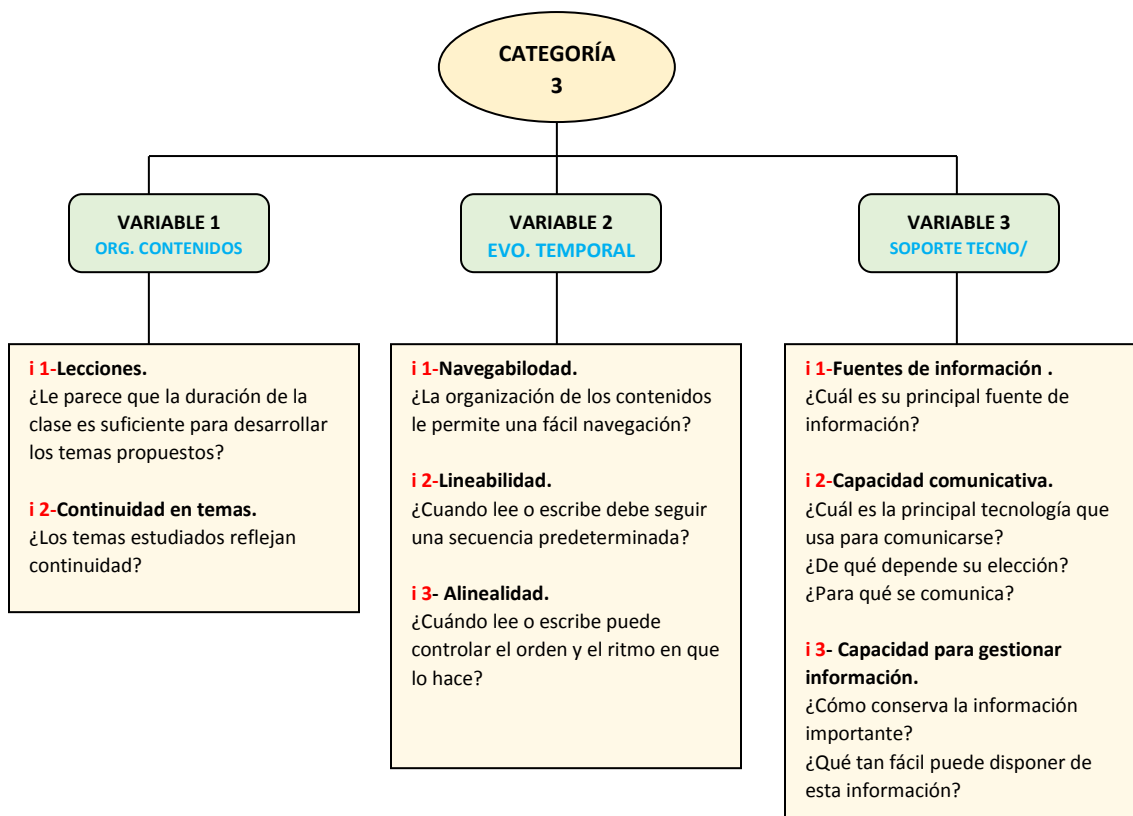 CATEGORÍA
3
VARIABLE 1
ORG. CONTENIDOS
VARIABLE 2
EVO. TEMPORAL
VARIABLE 3
SOPORTE TECNO/
i 1-Lecciones.
¿Le parece que la duración de la
clase es suficiente para desarrollar
los temas propuestos?
i 2-Continuidad en temas.
¿Los temas estudiados reflejan
continuidad?
i 1-Navegabilodad.
¿La organización de los contenidos
le permite una fácil navegación?
i 2-Lineabilidad.
¿Cuando lee o escribe debe seguir
una secuencia predeterminada?
i 3- Alinealidad.
¿Cuándo lee o escribe puede
controlar el orden y el ritmo en que
lo hace?
i 1-Fuentes de información .
¿Cuál es su principal fuente de
información?
i 2-Capacidad comunicativa.
¿Cuál es la principal tecnología que
usa para comunicarse?
¿De qué depende su elección?
¿Para qué se comunica?
i 3- Capacidad para gestionar
información.
¿Cómo conserva la información
importante?
¿Qué tan fácil puede disponer de
esta información?